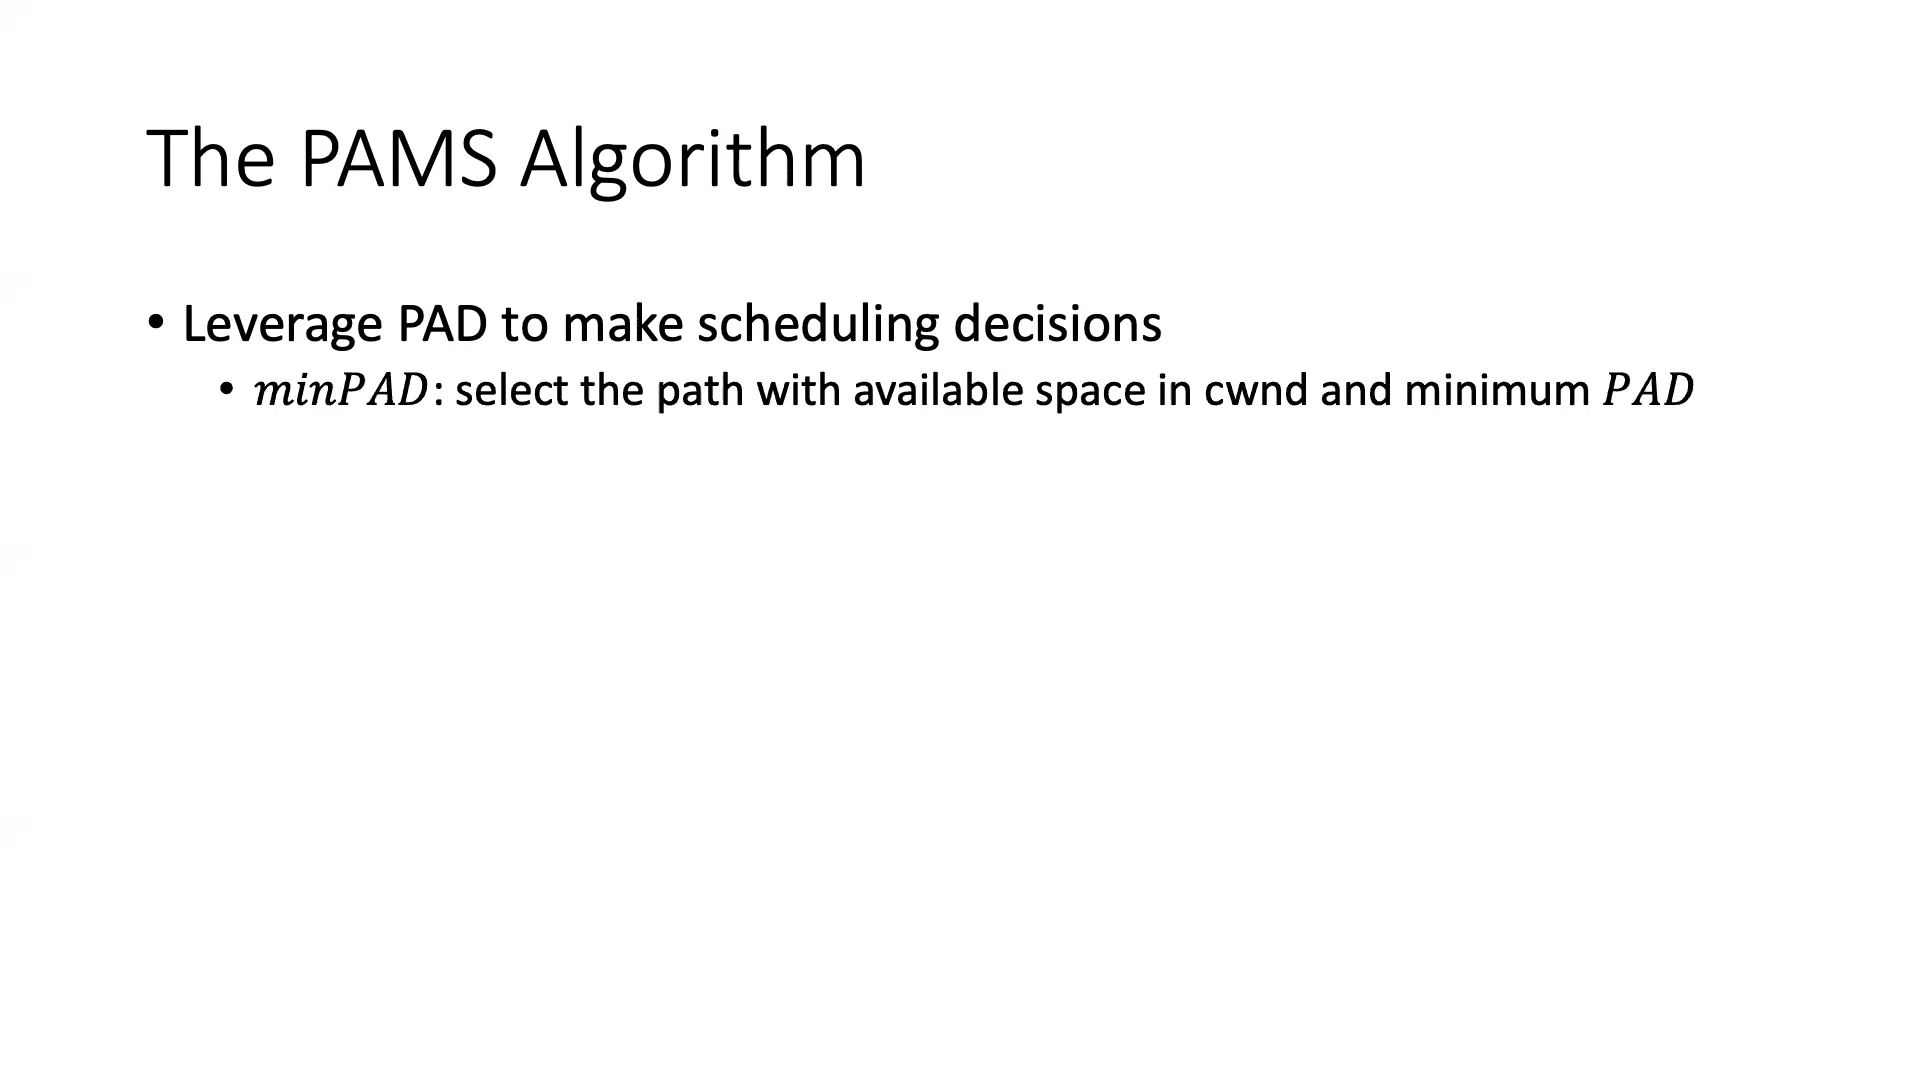 The PAMS Algorithm
• Leverage PAD to make scheduling decisions
• minPAD: select the path with available space in cwnd and minimum PAD